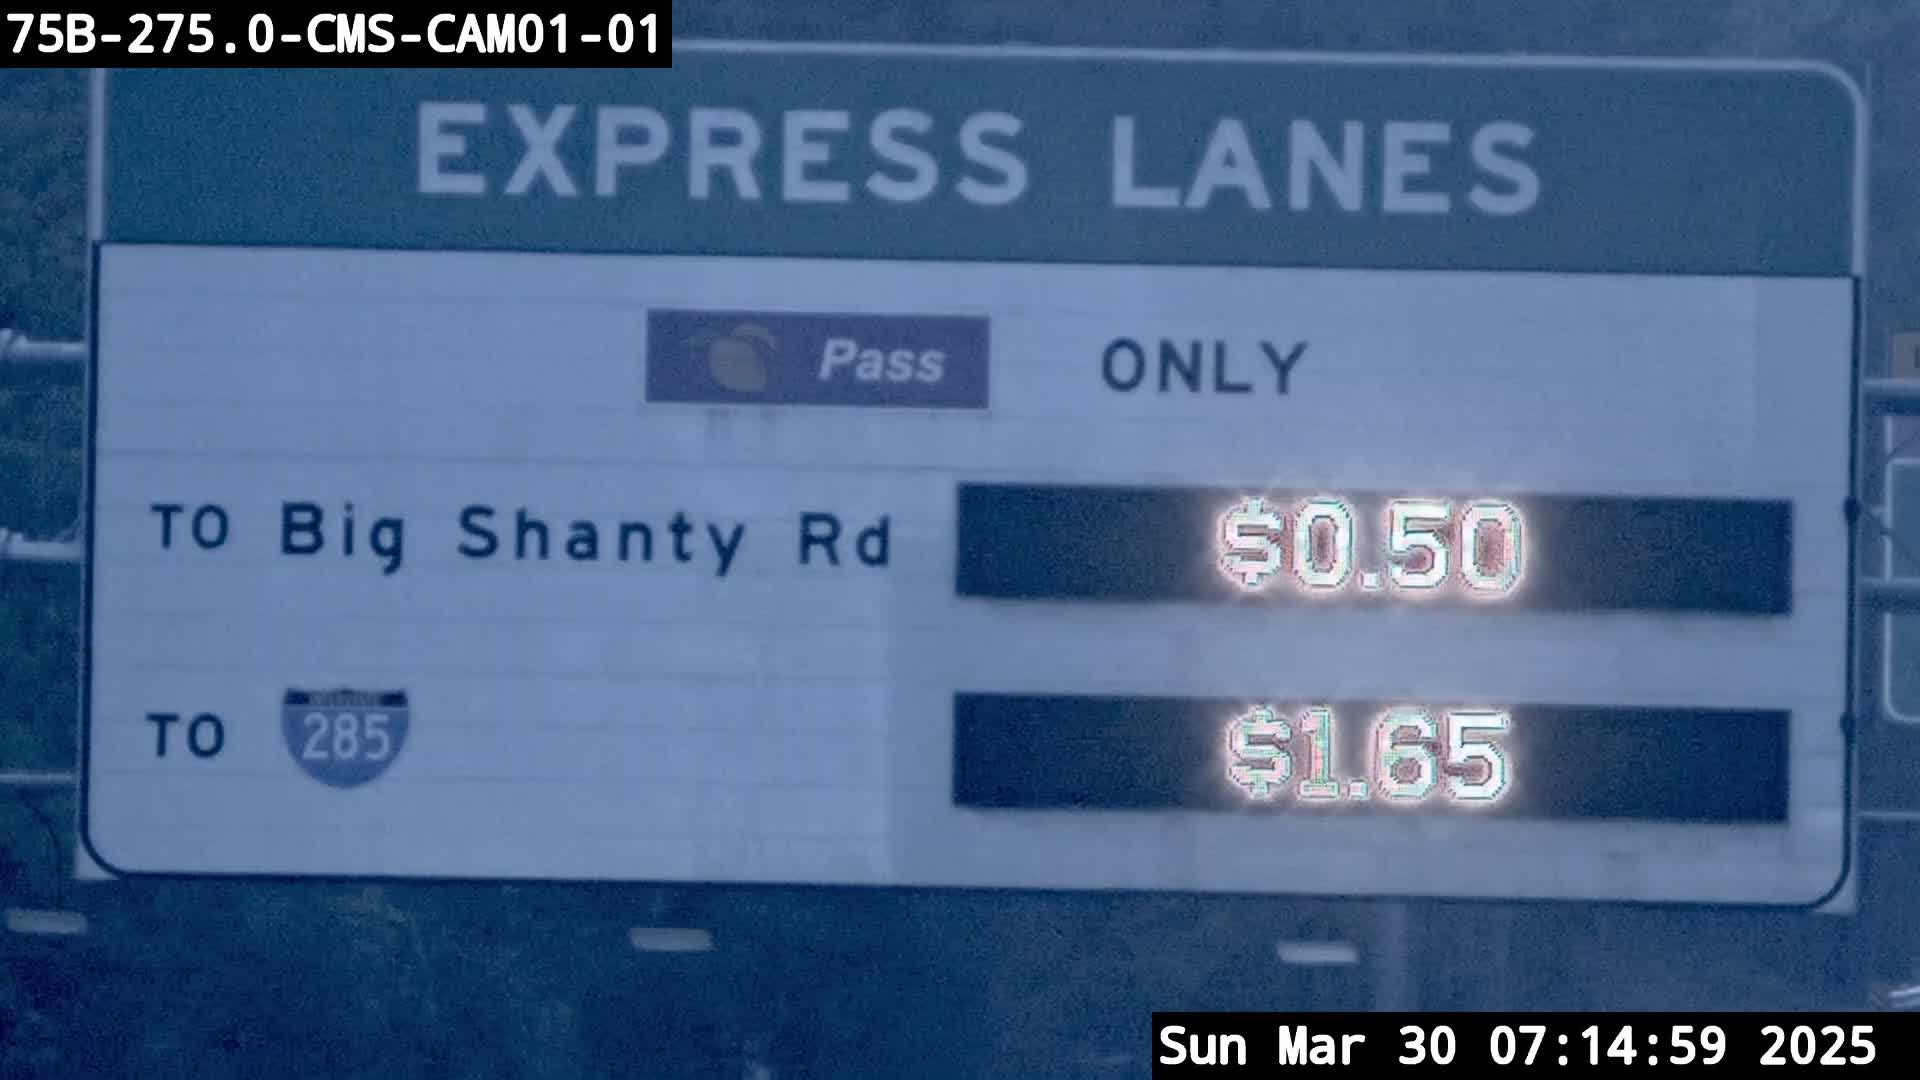 75B-275.0-CMS-CAM01-01
EXPRESS LANES
Pass ONLY
TO Big Shanty Rd $0.50
TO 285 $1.65
Sun Mar 30 07:14:59 2025